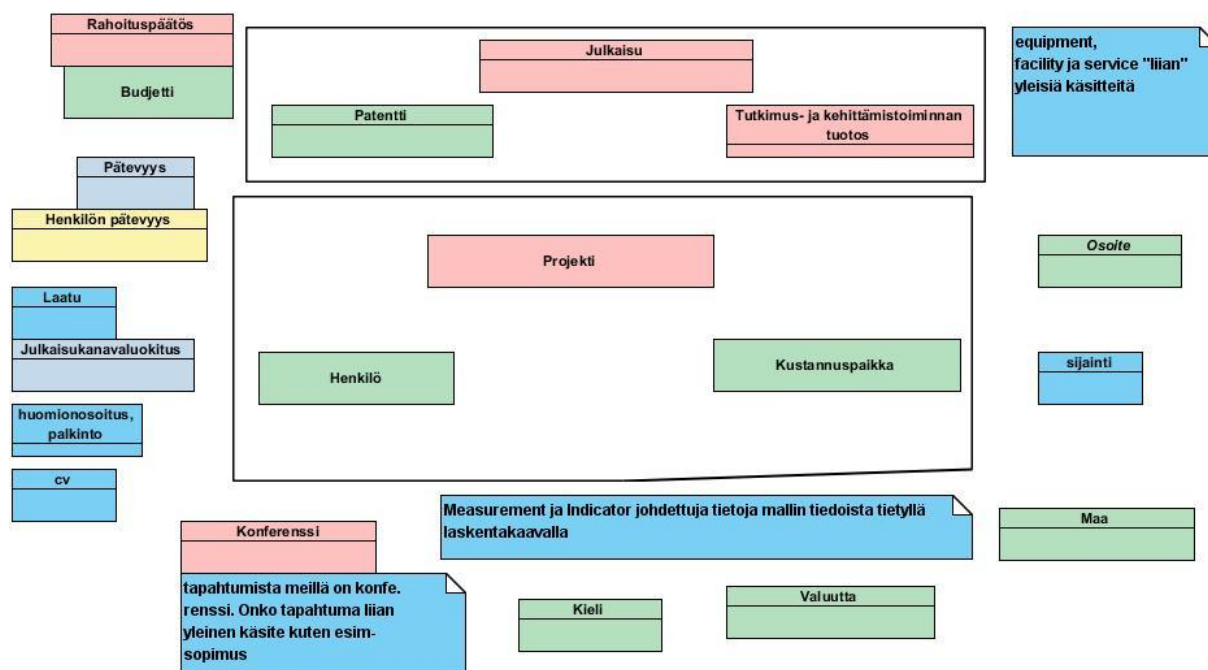 Rahoituspäätös
Budjetti
Julkaisu
Patentti
Tutkimus- ja kehittämistoiminnan
tuotos
equipment,
facility ja service "liian"
yleisiä käsitteitä
Pätevyys
Henkilön pätevyys
Projekti
Osoite
Laatu
Julkaisukanavaluokitus
Henkilö
Kustannuspaikka
sijainti
huomionosoitus,
palkinto
cv
Measurement ja Indicator johdettuja tietoja mallin tiedoista tietyllä
laskentakaavalla
Maa
Konferenssi
tapahtumista meillä on konfe.
renssi. Onko tapahtuma liian
yleinen käsite kuten esim-
sopimus
Kieli
Valuutta